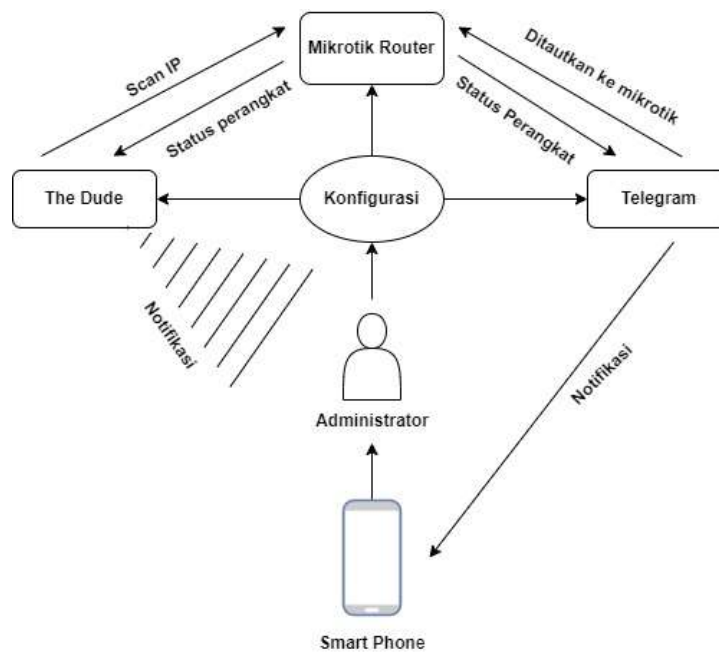 Mikrotik Router
Scan IP
Status perangkat
Status Perangkat
Ditautkan ke mikrotik
The Dude
Konfigurasi
Telegram
Notifikasi
Notifikasi
Administrator
Smart Phone